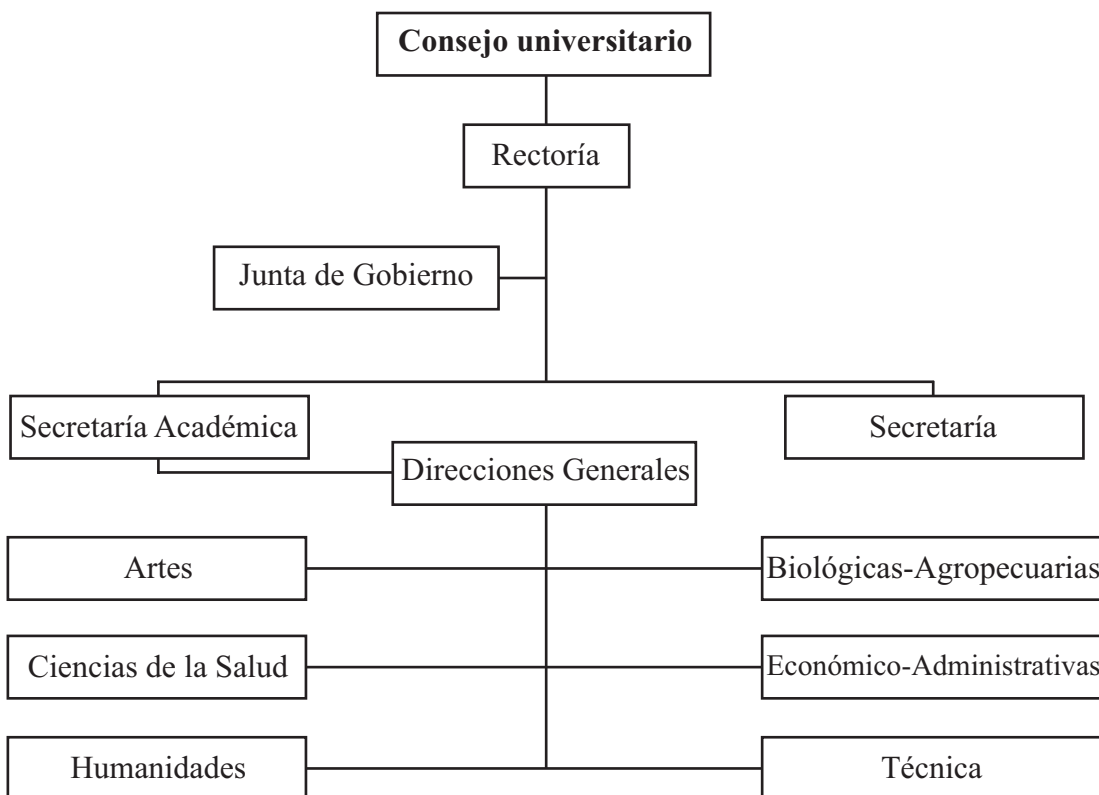 Consejo universitario
Rectoría
Junta de Gobierno
Secretaría Académica
Secretaría
Direcciones Generales
Artes
Biológicas-Agropecuarias
Ciencias de la Salud
Económico-Administrativas
Humanidades
Técnica